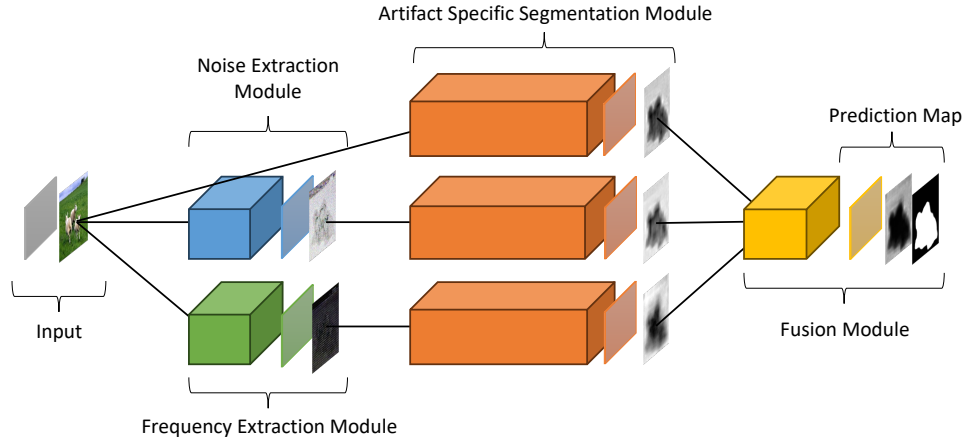 Artifact Specific Segmentation Module
Noise Extraction
Module
Prediction Map
Input
Fusion Module
Frequency Extraction Module